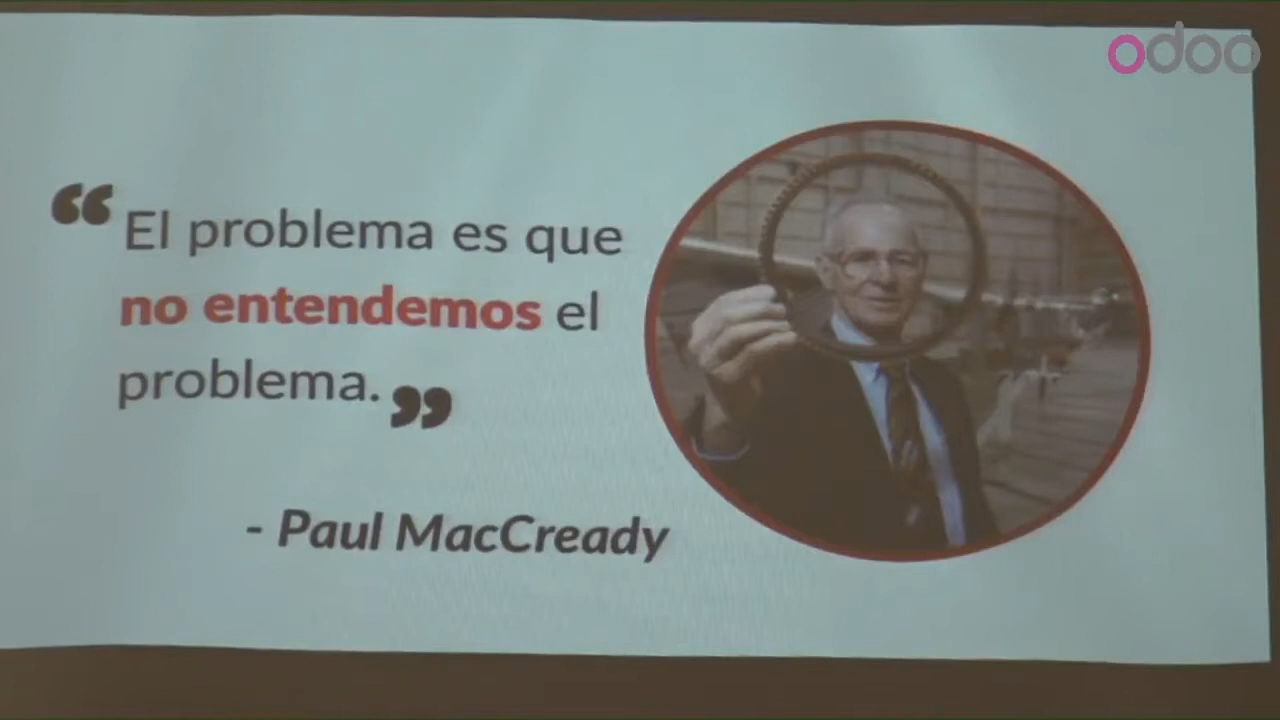 odoo
“ El problema es que
no entendemos el
problema. ”
- Paul MacCready